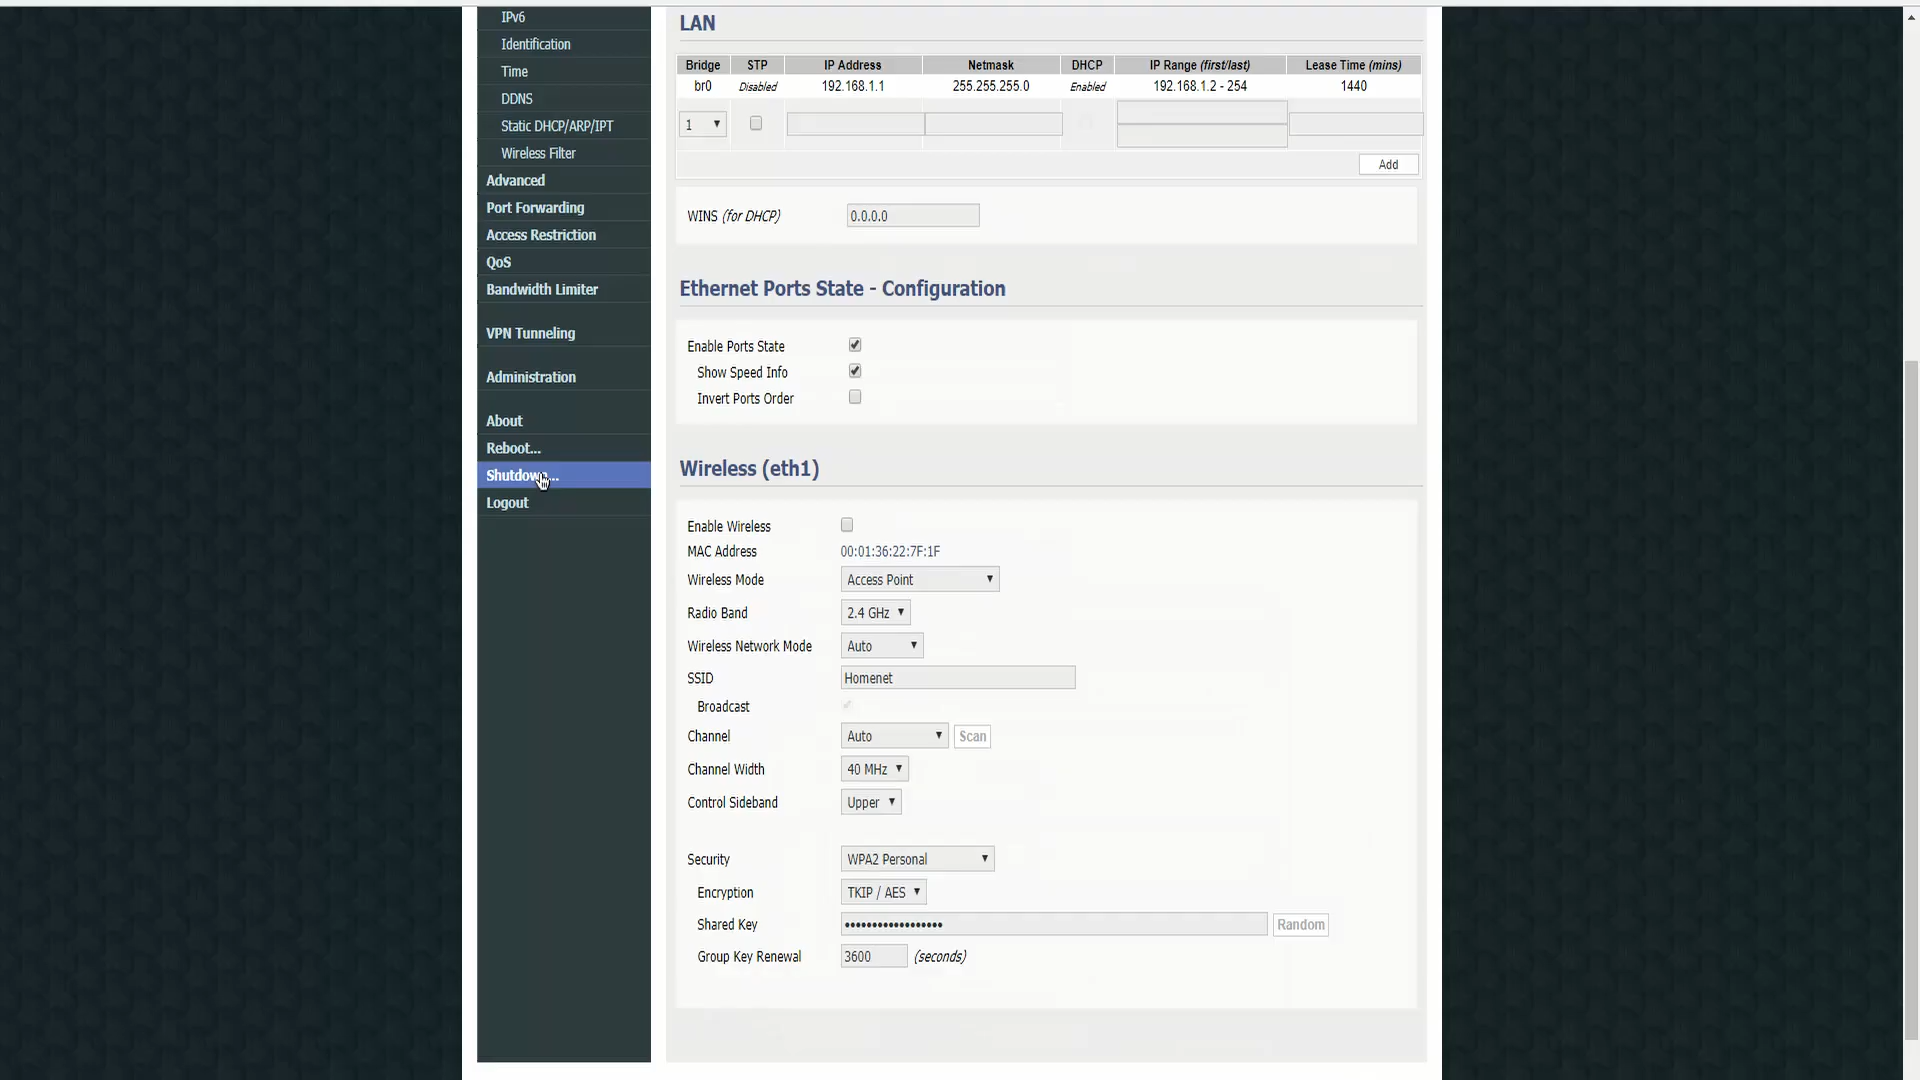 IPv6
Identification
Time
DDNS
Static DHCP/ARP/IPT
Wireless Filter
Advanced
Port Forwarding
Access Restriction
QoS
Bandwidth Limiter
VPN Tunneling
Administration
About
Reboot...
Shutdown...
Logout
LAN
Bridge STP IP Address Netmask DHCP IP Range (first/last) Lease Time (mins)
br0 Disabled 192.168.1.1 255.255.255.0 Enabled 192.168.1.2 - 254 1440
1
Add
WINS (for DHCP) 0.0.0.0
Ethernet Ports State - Configuration
Enable Ports State
Show Speed Info
Invert Ports Order
Wireless (eth1)
Enable Wireless
MAC Address 00:01:36:22:7F:1F
Wireless Mode Access Point
Radio Band 2.4 GHz
Wireless Network Mode Auto
SSID Homenet
Broadcast
Channel Auto Scan
Channel Width 40 MHz
Control Sideband Upper
Security WPA2 Personal
Encryption TKIP / AES
Shared Key •••••••••••••••••• Random
Group Key Renewal 3600 (seconds)